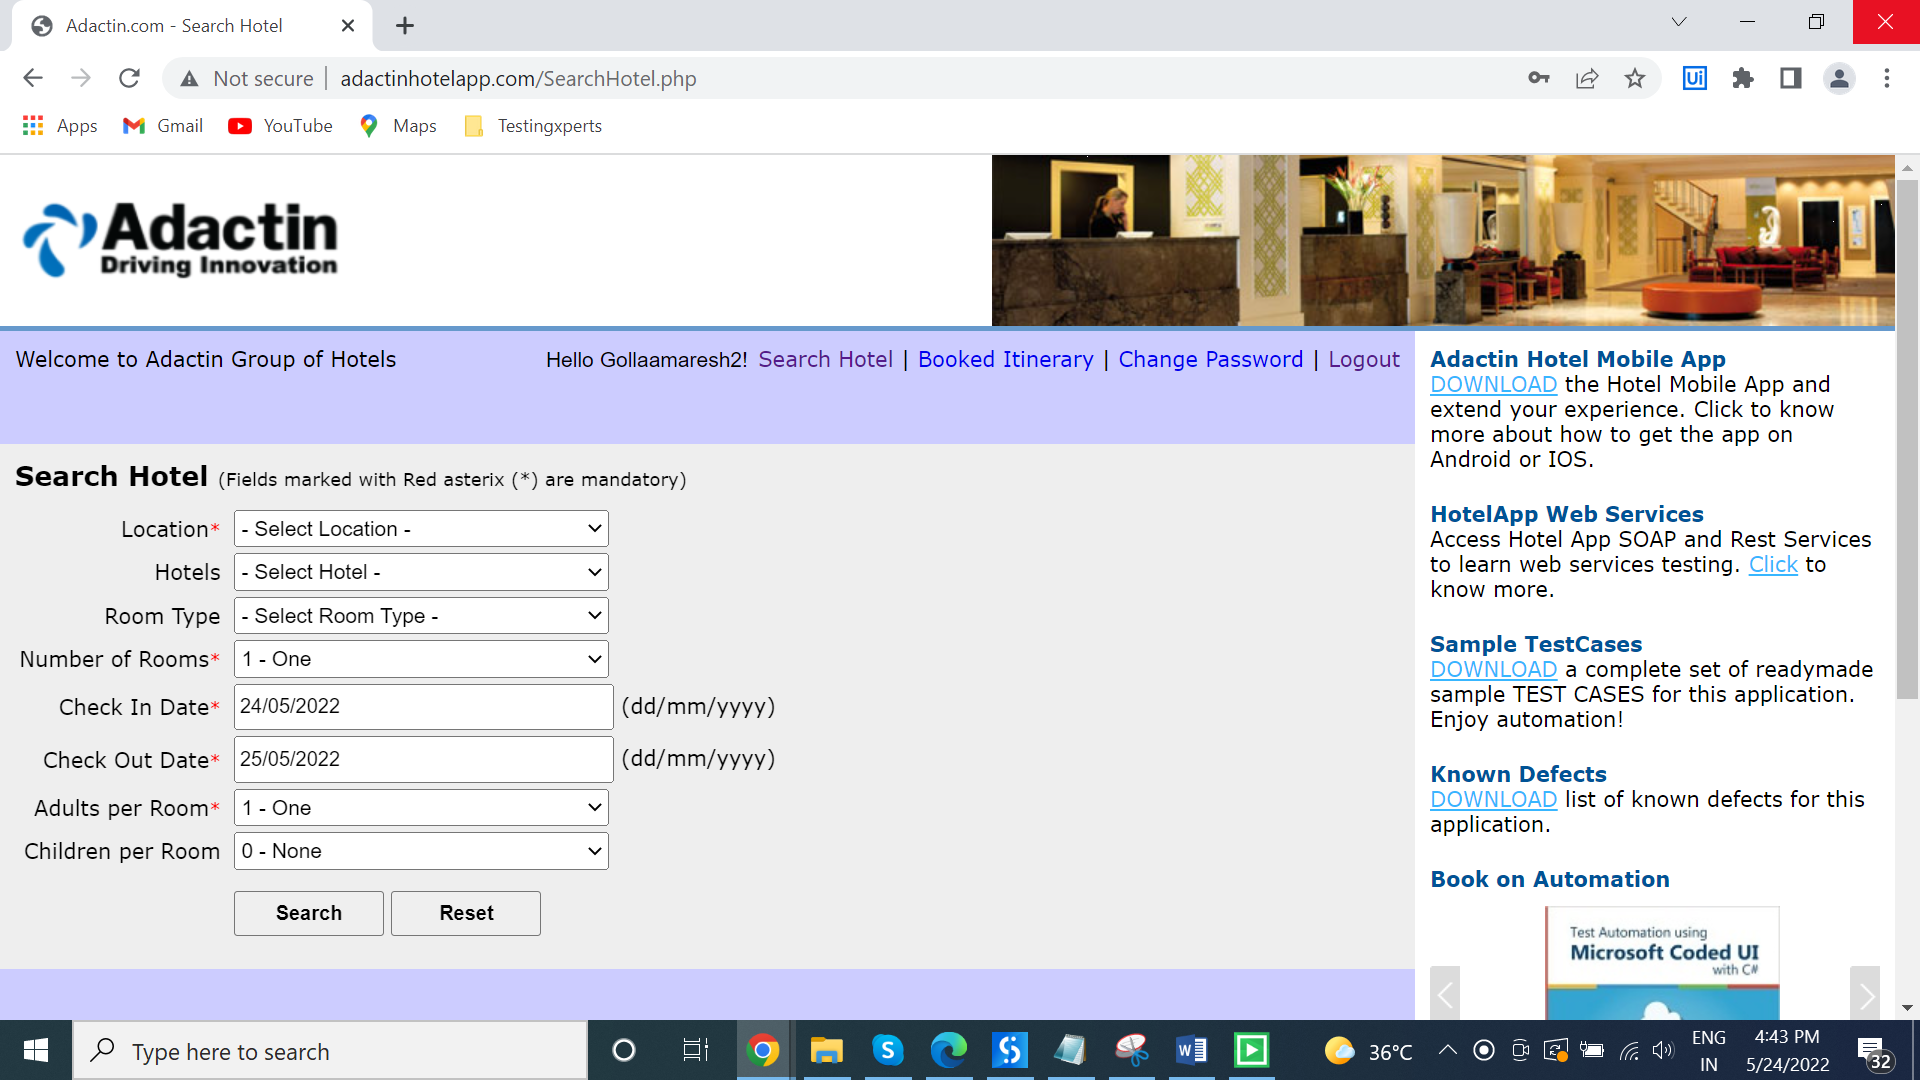 Adactin.com - Search Hotel
Not secure
adactinhotelapp.com/SearchHotel.php
Ui
Apps
Gmail
YouTube
Maps
Testingxperts
Adactin
Driving Innovation
Welcome to Adactin Group of Hotels
Hello Gollaamaresh2! Search Hotel | Booked Itinerary | Change Password | Logout
Search Hotel (Fields marked with Red asterix (*) are mandatory)
Location* - Select Location -
Hotels - Select Hotel -
Room Type - Select Room Type -
Number of Rooms* 1 - One
Check In Date* 24/05/2022 (dd/mm/yyyy)
Check Out Date* 25/05/2022 (dd/mm/yyyy)
Adults per Room* 1 - One
Children per Room 0 - None
Search Reset
Adactin Hotel Mobile App
DOWNLOAD the Hotel Mobile App and
extend your experience. Click to know
more about how to get the app on
Android or IOS.
HotelApp Web Services
Access Hotel App SOAP and Rest Services
to learn web services testing. Click to
know more.
Sample TestCases
DOWNLOAD a complete set of readymade
sample TEST CASES for this application.
Enjoy automation!
Known Defects
DOWNLOAD list of known defects for this
application.
Book on Automation
Test Automation using
Microsoft Coded UI
with C#
Type here to search
36°C
ENG
IN
4:43 PM
5/24/2022
32